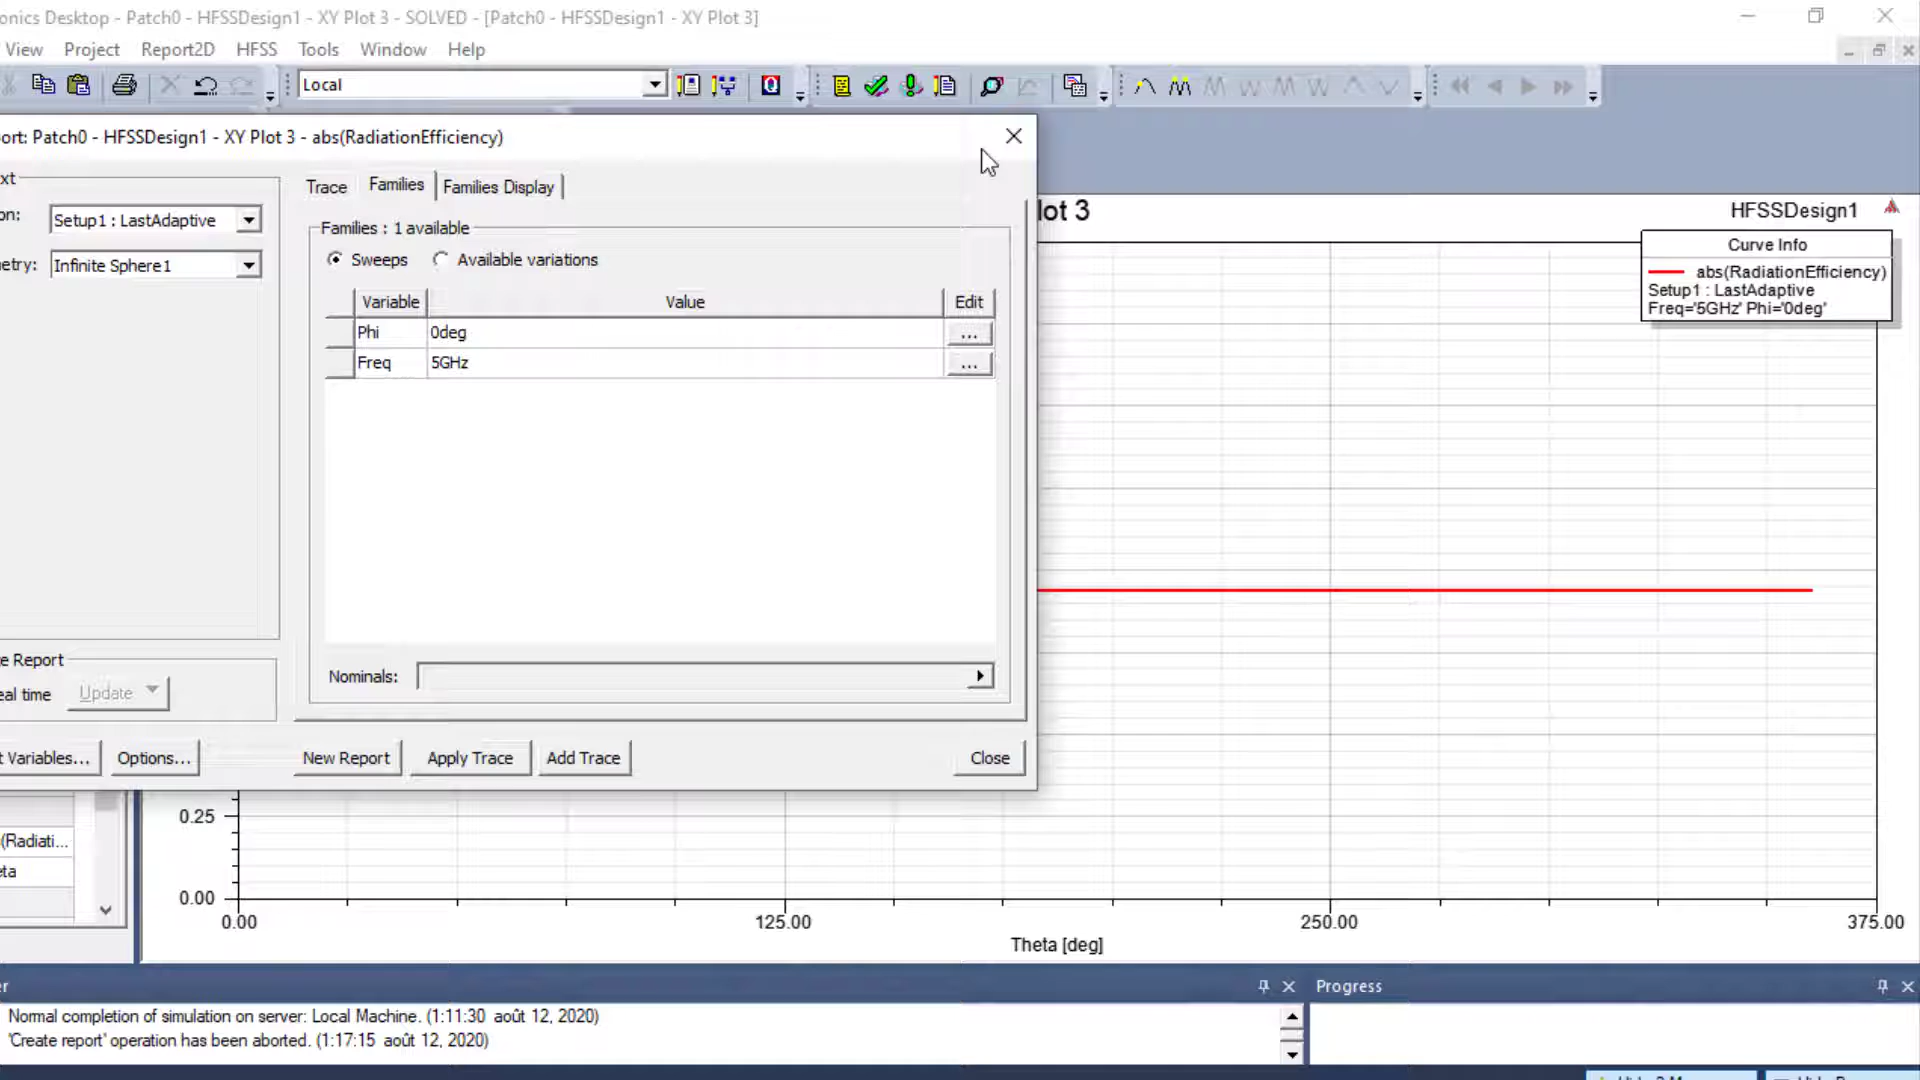 onics Desktop - Patch0 - HFSSDesign1 - XY Plot 3 - SOLVED - [Patch0 - HFSSDesign1 - XY Plot 3]
View Project Report2D HFSS Tools Window Help
Local
ort: Patch0 - HFSSDesign1 - XY Plot 3 - abs(RadiationEfficiency)
xt
on: Setup1 : LastAdaptive
etry: Infinite Sphere1
Trace Families Families Display
Families : 1 available
Sweeps Available variations
Variable Value Edit
Phi 0deg ...
Freq 5GHz ...
Nominals:
e Report
eal time Update
t Variables... Options... New Report Apply Trace Add Trace Close
lot 3
HFSSDesign1
Curve Info
abs(RadiationEfficiency)
Setup1 : LastAdaptive
Freq='5GHz' Phi='0deg'
(Radiati...
eta
0.25
0.00
0.00 125.00 250.00 375.00
Theta [deg]
er
Normal completion of simulation on server: Local Machine. (1:11:30 août 12, 2020)
'Create report' operation has been aborted. (1:17:15 août 12, 2020)
Progress